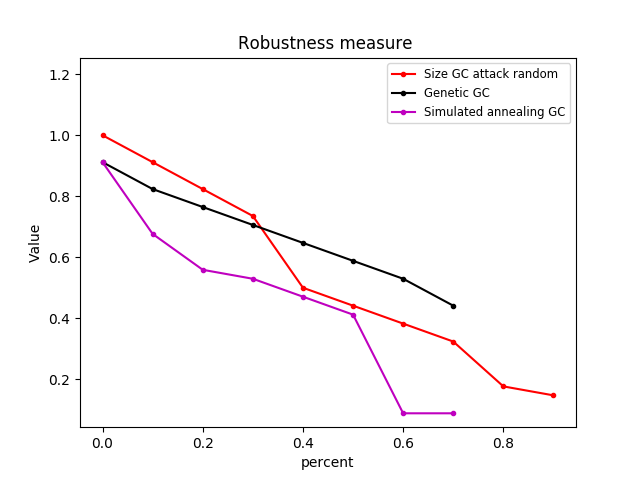 Robustness measure
Size GC attack random
Genetic GC
Simulated annealing GC
Value
1.2
1.0
0.8
0.6
0.4
0.2
0.0 0.2 0.4 0.6 0.8
percent